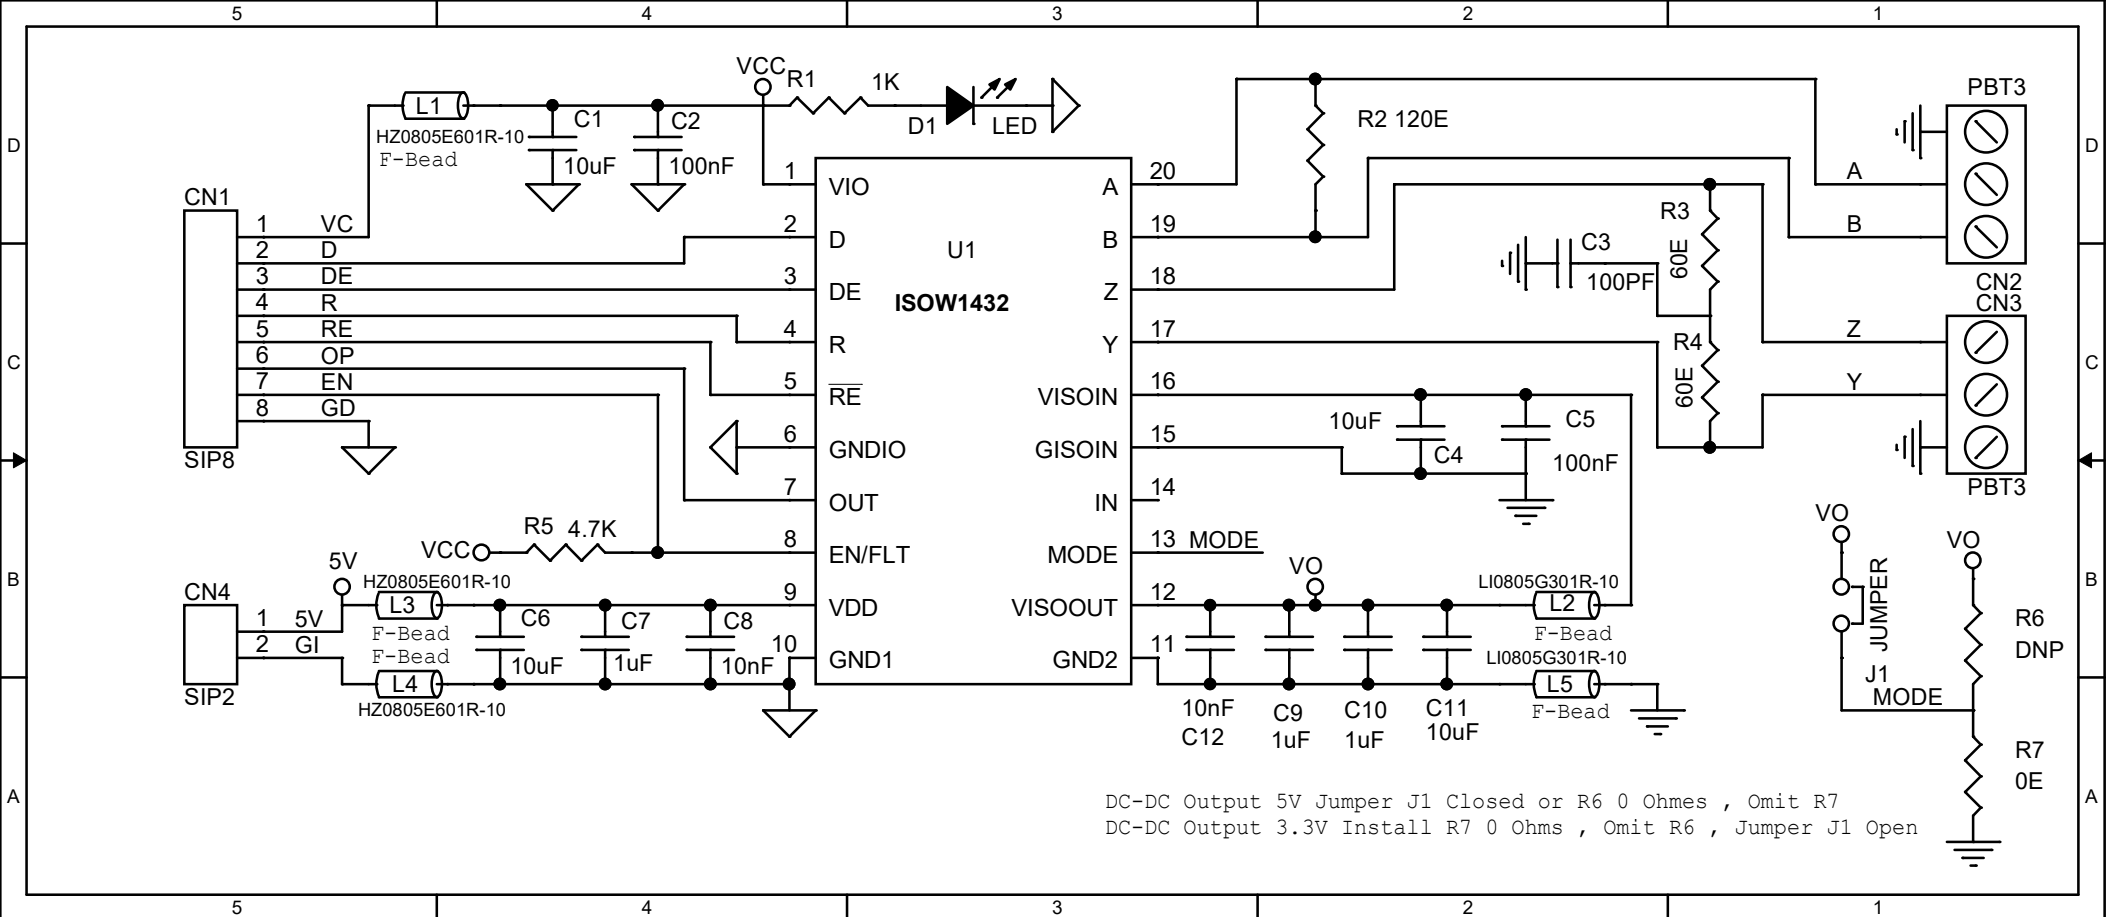 5 4 3 2 1
D D
C C
B B
A A
VCC R1 1K
L1
HZ0805E601R-10
F-Bead
C1
10uF
C2
100nF
D1 LED
R2 120E
PBT3
CN1
1 VC
2 D
3 DE
4 R
5 RE
6 OP
7 EN
8 GD
SIP8
U1
ISOW1432
1 VIO
2 D
3 DE
4 R
5 RE
6 GNDIO
7 OUT
8 EN/FLT
9 VDD
10 GND1
A 20
B 19
Z 18
Y 17
VISOIN 16
GISOIN 15
IN 14
MODE 13 MODE
VISOOUT 12
GND2 11
A
B
CN2
CN3
Z
Y
PBT3
R3
60E
C3
100PF
R4
60E
10uF
C4
C5
100nF
VCC R5 4.7K
5V
CN4
1 5V
2 GI
SIP2
HZ0805E601R-10
L3
F-Bead
F-Bead
L4
HZ0805E601R-10
C6
10uF
C7
1uF
C8
10nF
VO
LI0805G301R-10
L2
F-Bead
LI0805G301R-10
L5
F-Bead
10nF
C12
C9
1uF
C10
1uF
C11
10uF
VO
VO
JUMPER
J1
MODE
R6
DNP
R7
0E
DC-DC Output 5V Jumper J1 Closed or R6 0 Ohmes , Omit R7
DC-DC Output 3.3V Install R7 0 Ohms , Omit R6 , Jumper J1 Open
5 4 3 2 1